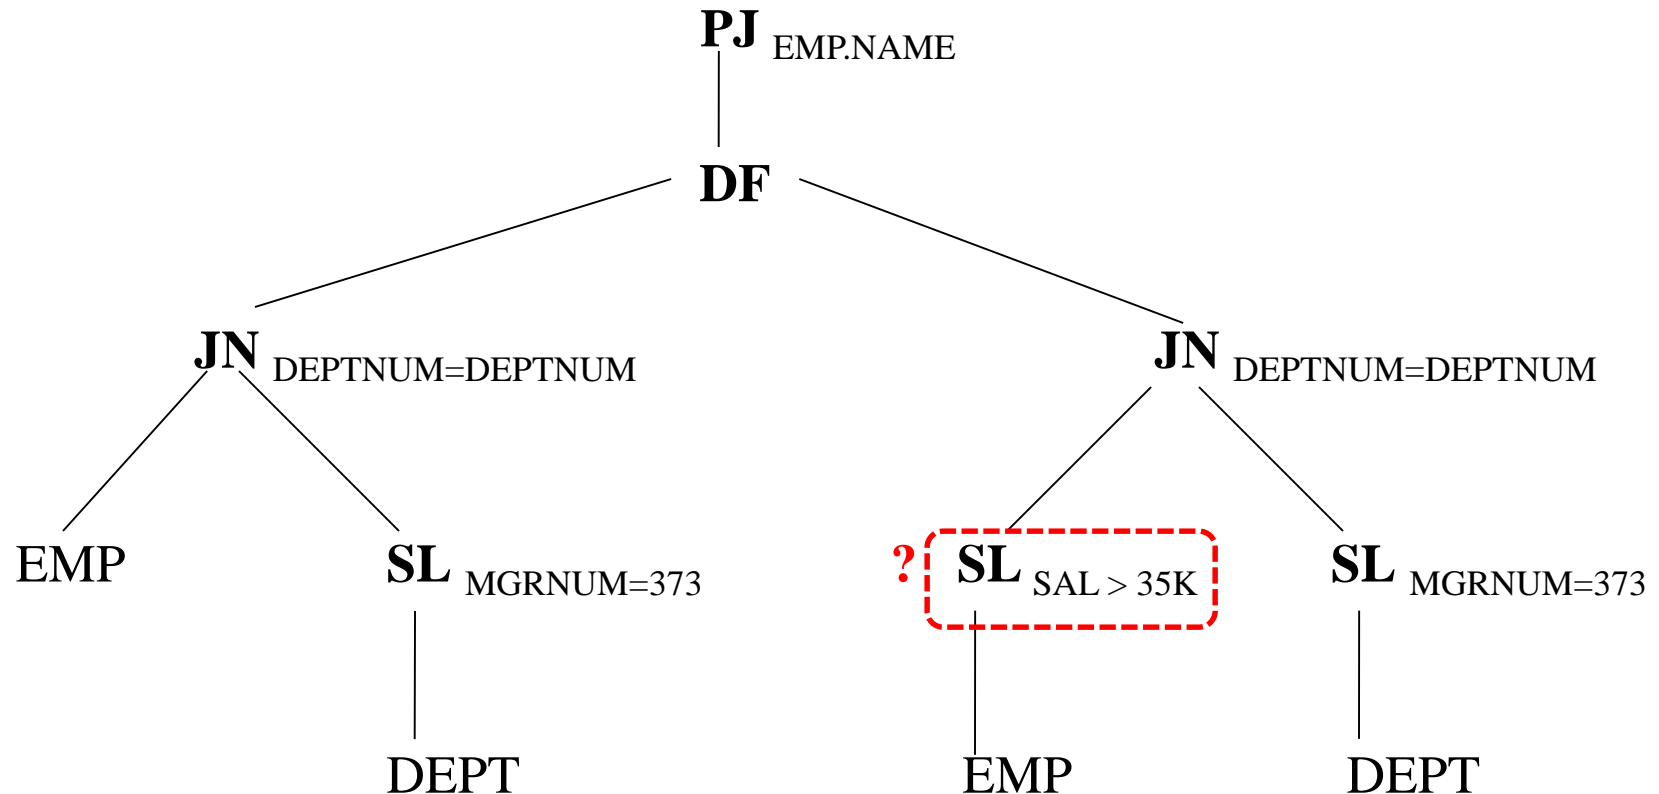 PJ EMP.NAME
DF
JN DEPTNUM=DEPTNUM
JN DEPTNUM=DEPTNUM
EMP
SL MGRNUM=373
? SL SAL > 35K
SL MGRNUM=373
DEPT
EMP
DEPT